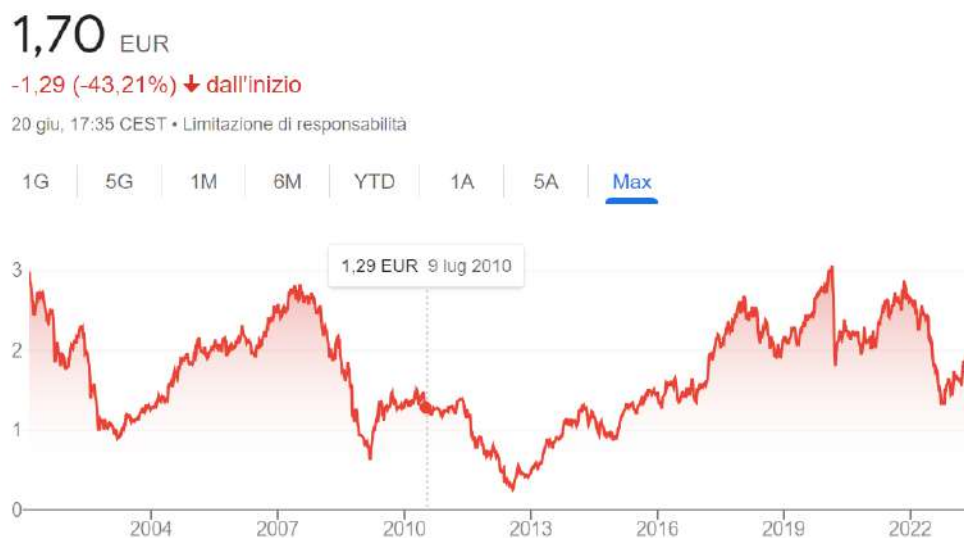 1,70 EUR
-1,29 (-43,21%) ↓ dall'inizio
20 giu, 17:35 CEST • Limitazione di responsabilità
1G 5G 1M 6M YTD 1A 5A Max
1,29 EUR 9 lug 2010
3
2
1
0
2004 2007 2010 2013 2016 2019 2022